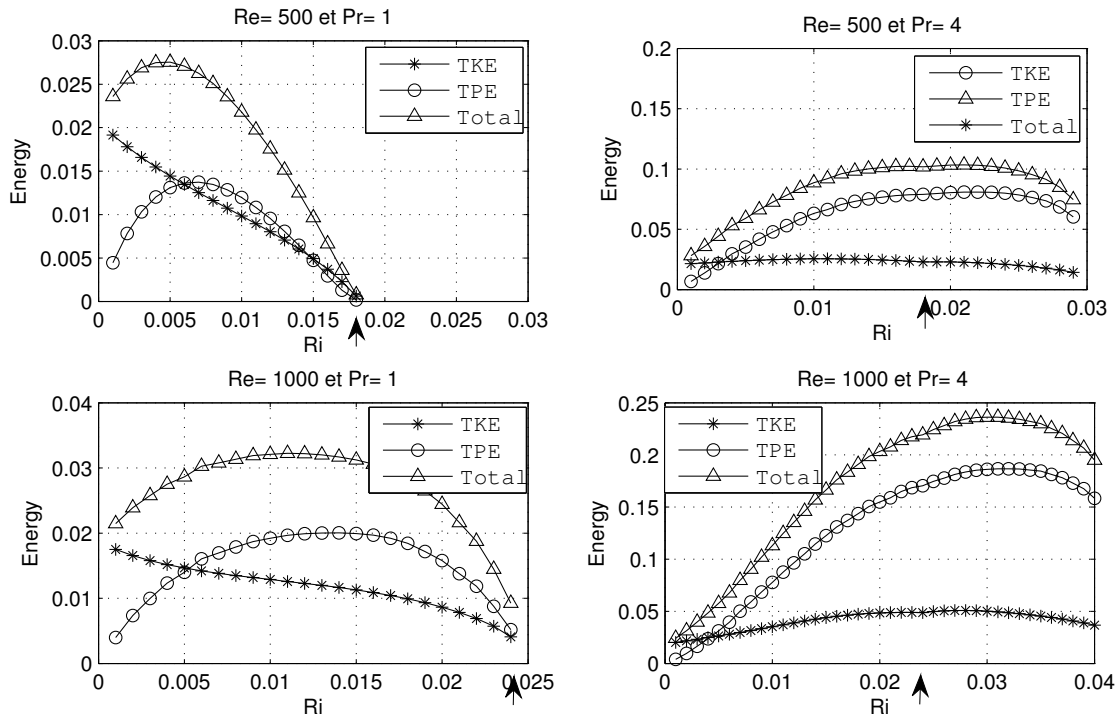 Re= 500 et Pr= 1
0.03
0.025
0.02
0.015
0.01
0.005
0
Energy
TKE
TPE
Total
0 0.005 0.01 0.015 0.02 0.025 0.03
Ri
Re= 500 et Pr= 4
0.2
0.15
0.1
0.05
0
Energy
TKE
TPE
Total
0 0.01 0.02 0.03
Ri
Re= 1000 et Pr= 1
0.04
0.03
0.02
0.01
0
Energy
TKE
TPE
Total
0 0.005 0.01 0.015 0.02 0.025
Ri
Re= 1000 et Pr= 4
0.25
0.2
0.15
0.1
0.05
0
Energy
TKE
TPE
Total
0 0.01 0.02 0.03 0.04
Ri